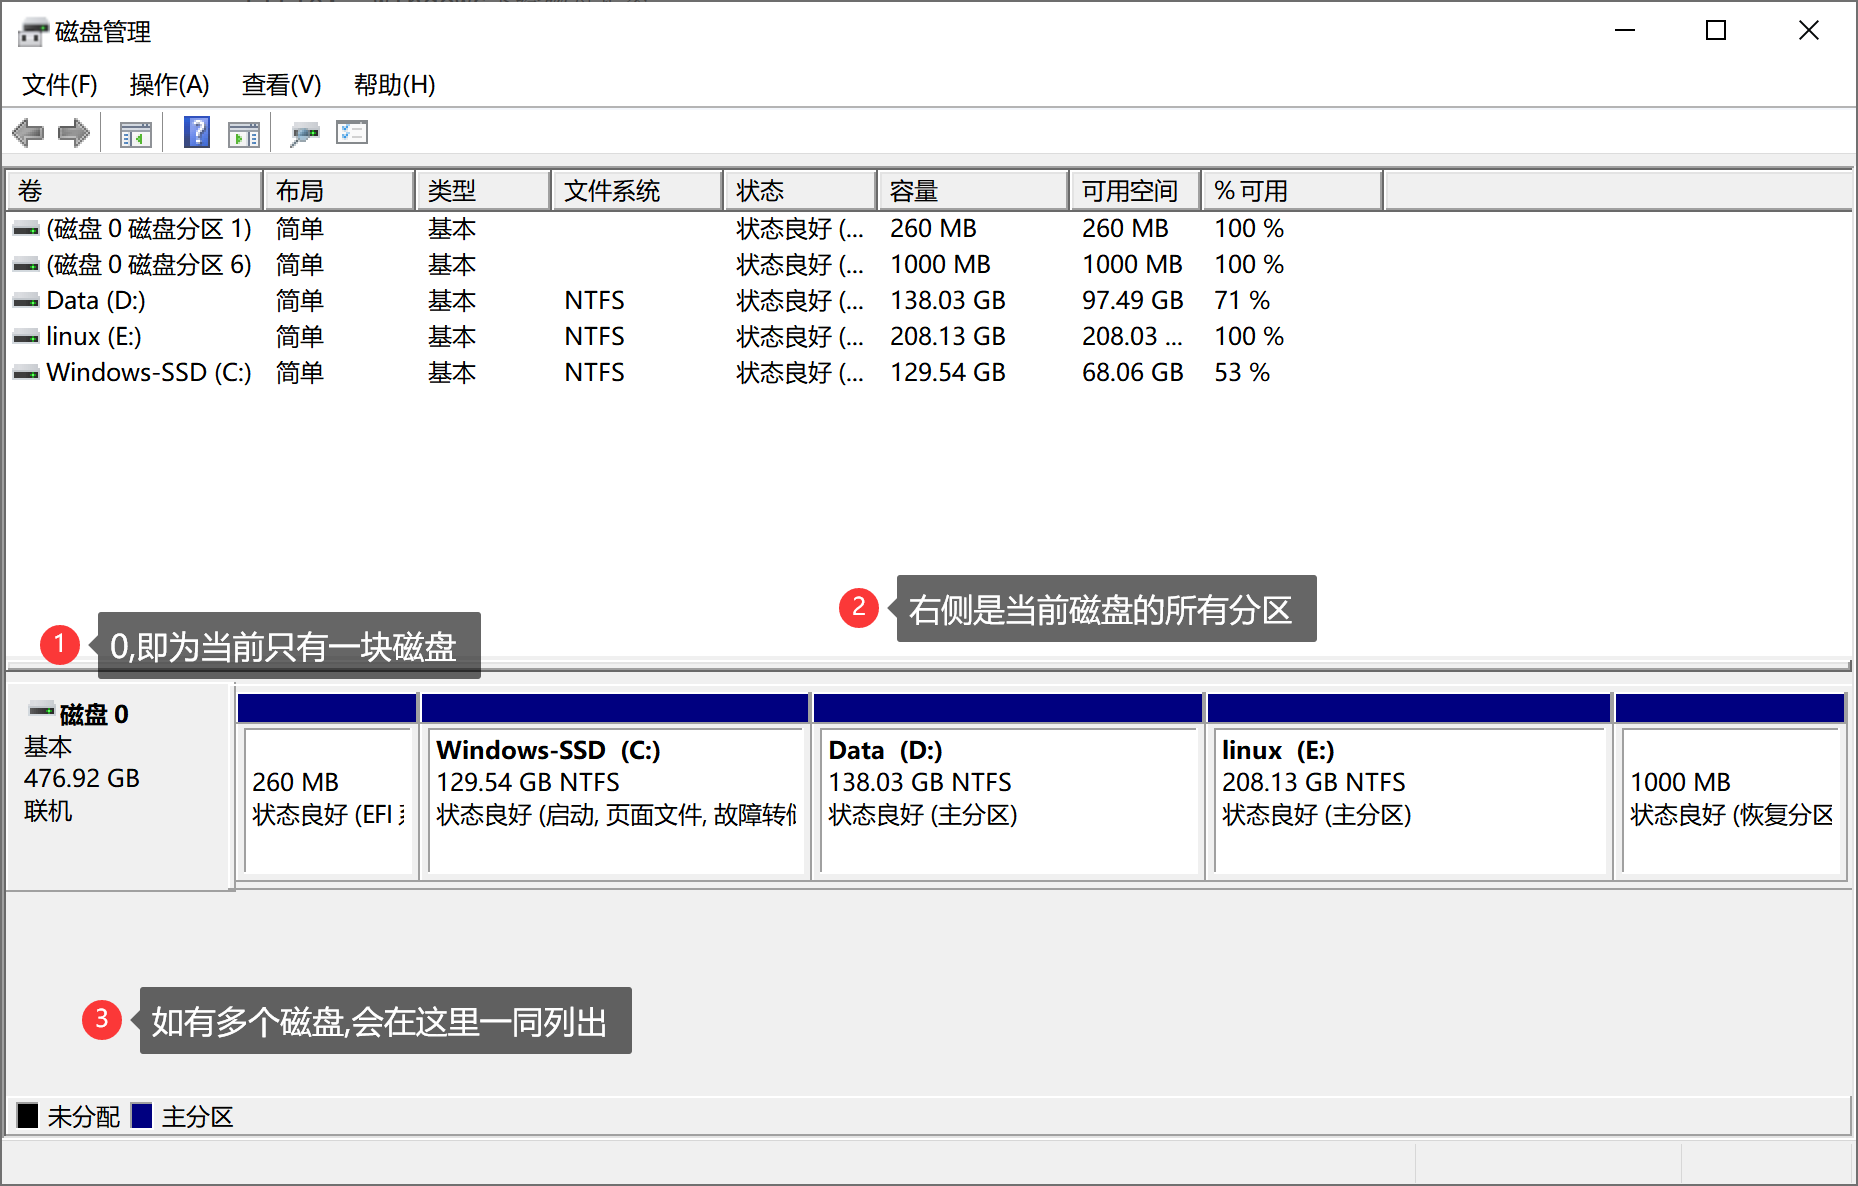 磁盘管理
文件(F) 操作(A) 查看(V) 帮助(H)
卷 布局 类型 文件系统 状态 容量 可用空间 % 可用
(磁盘 0 磁盘分区 1) 简单 基本 状态良好 (... 260 MB 260 MB 100 %
(磁盘 0 磁盘分区 6) 简单 基本 状态良好 (... 1000 MB 1000 MB 100 %
Data (D:) 简单 基本 NTFS 状态良好 (... 138.03 GB 97.49 GB 71 %
linux (E:) 简单 基本 NTFS 状态良好 (... 208.13 GB 208.03 ... 100 %
Windows-SSD (C:) 简单 基本 NTFS 状态良好 (... 129.54 GB 68.06 GB 53 %
2 右侧是当前磁盘的所有分区
1 0,即为当前只有一块磁盘
磁盘 0
基本
476.92 GB
联机
260 MB
状态良好 (EFI
Windows-SSD (C:)
129.54 GB NTFS
状态良好 (启动, 页面文件, 故障转
Data (D:)
138.03 GB NTFS
状态良好 (主分区)
linux (E:)
208.13 GB NTFS
状态良好 (主分区)
1000 MB
状态良好 (恢复分区
3 如有多个磁盘,会在这里一同列出
未分配 主分区